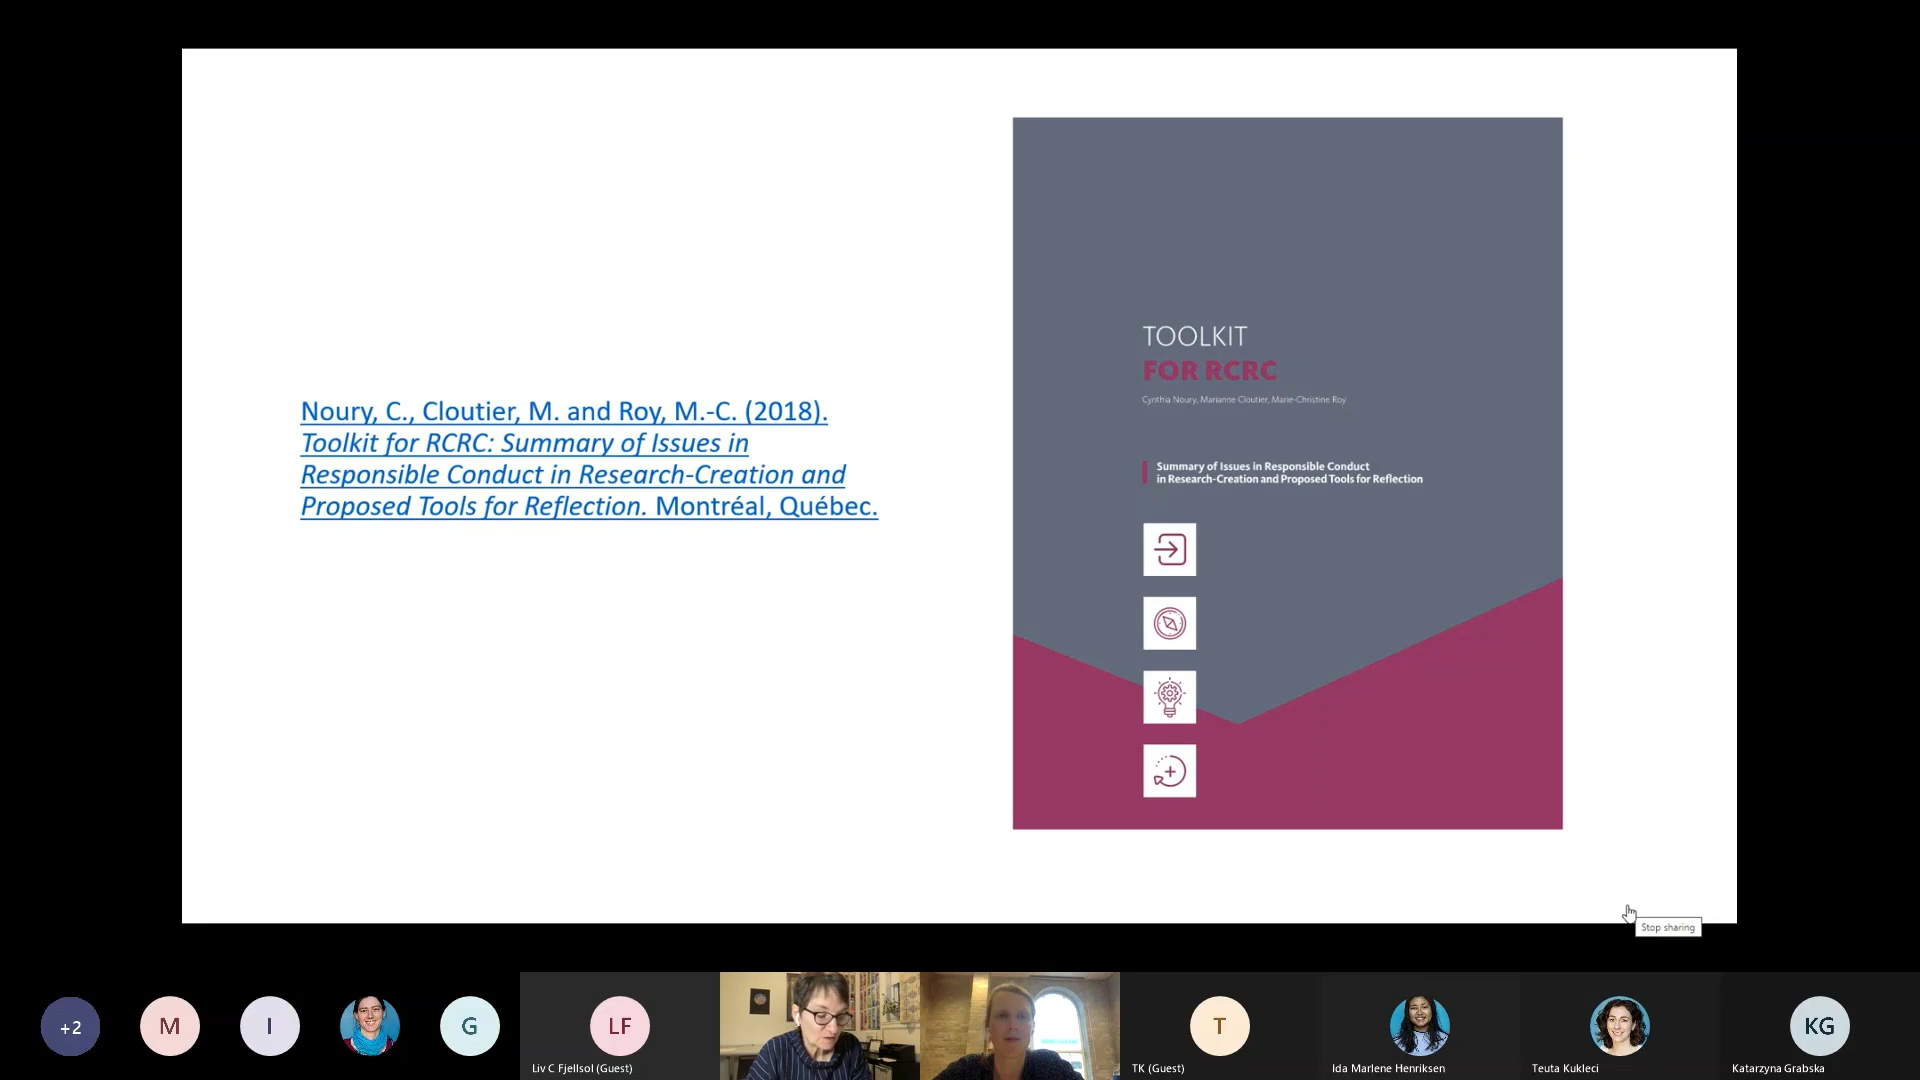 Noury, C., Cloutier, M. and Roy, M.-C. (2018).
Toolkit for RCRC: Summary of Issues in
Responsible Conduct in Research-Creation and
Proposed Tools for Reflection. Montréal, Québec.
TOOLKIT
FOR RCRC
Cynthia Noury, Marianne Cloutier, Marie-Christine Roy
Summary of Issues in Responsible Conduct
in Research-Creation and Proposed Tools for Reflection
Stop sharing
+2
M
I
G
LF
Liv C Fjellsol (Guest)
T
TK (Guest)
Ida Marlene Henriksen
Teuta Kukleci
KG
Katarzyna Grabska